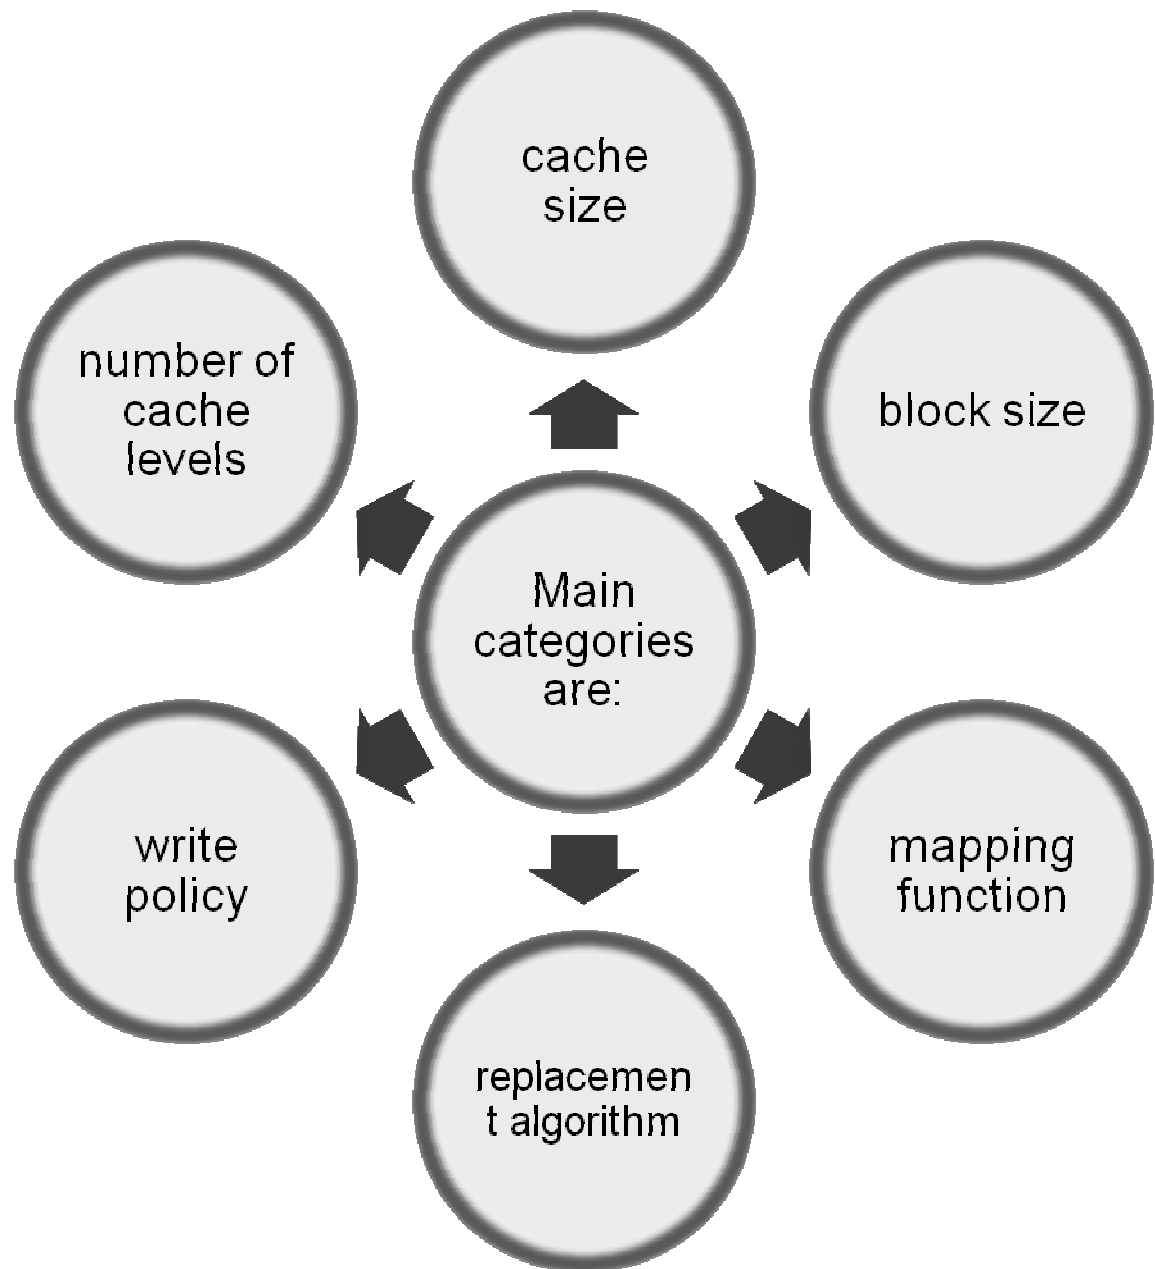 cache
size
number of
cache
levels
block size
Main
categories
are:
write
policy
mapping
function
replacemen
t algorithm